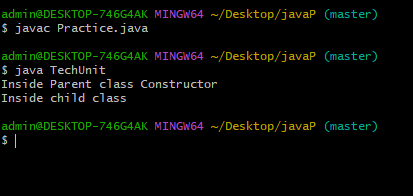 admin@DESKTOP-746G4AK MINGW64 ~/Desktop/javaP (master)
$ javac Practice.java
admin@DESKTOP-746G4AK MINGW64 ~/Desktop/javaP (master)
$ java TechUnit
Inside Parent class Constructor
Inside child class
admin@DESKTOP-746G4AK MINGW64 ~/Desktop/javaP (master)
$